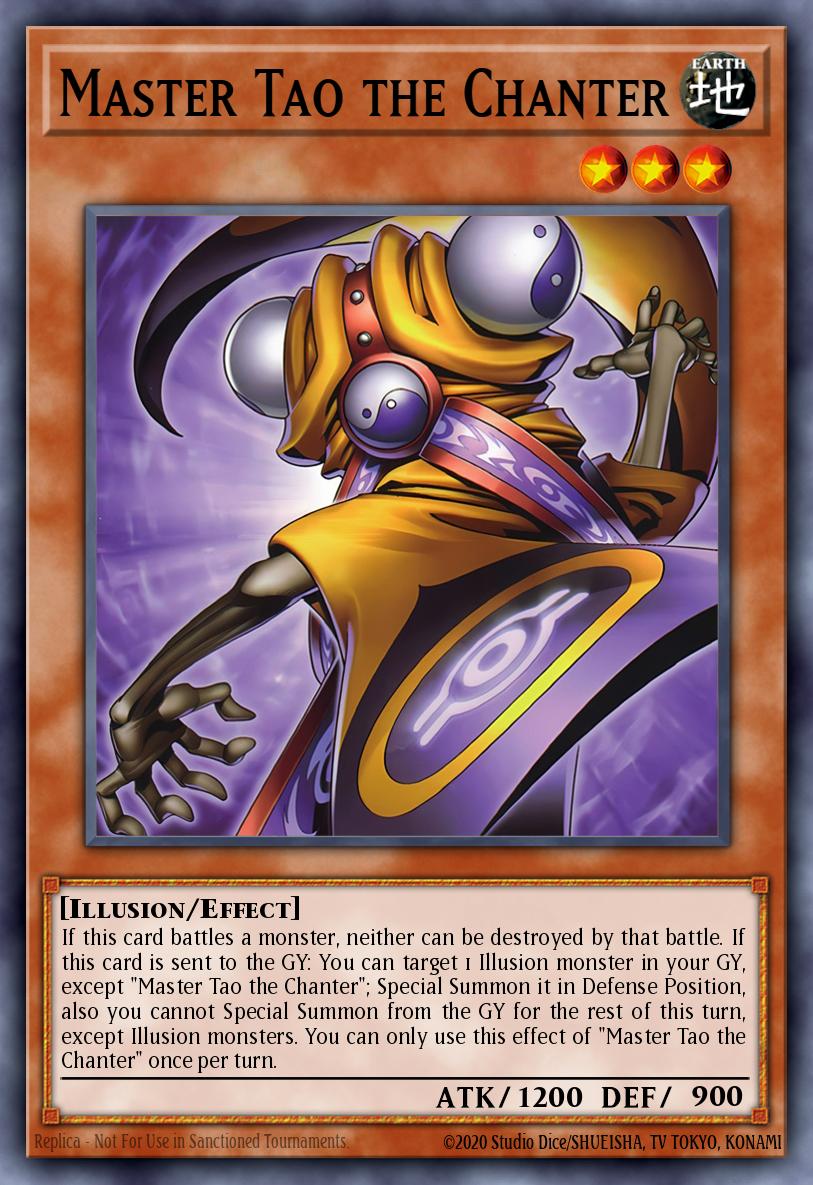 Master Tao the Chanter
EARTH
地
[Illusion/Effect]
If this card battles a monster, neither can be destroyed by that battle. If
this card is sent to the GY: You can target 1 Illusion monster in your GY,
except "Master Tao the Chanter"; Special Summon it in Defense Position,
also you cannot Special Summon from the GY for the rest of this turn,
except Illusion monsters. You can only use this effect of "Master Tao the
Chanter" once per turn.
ATK/ 1200 DEF/ 900
Replica - Not For Use in Sanctioned Tournaments.
©2020 Studio Dice/SHUEISHA, TV TOKYO, KONAMI